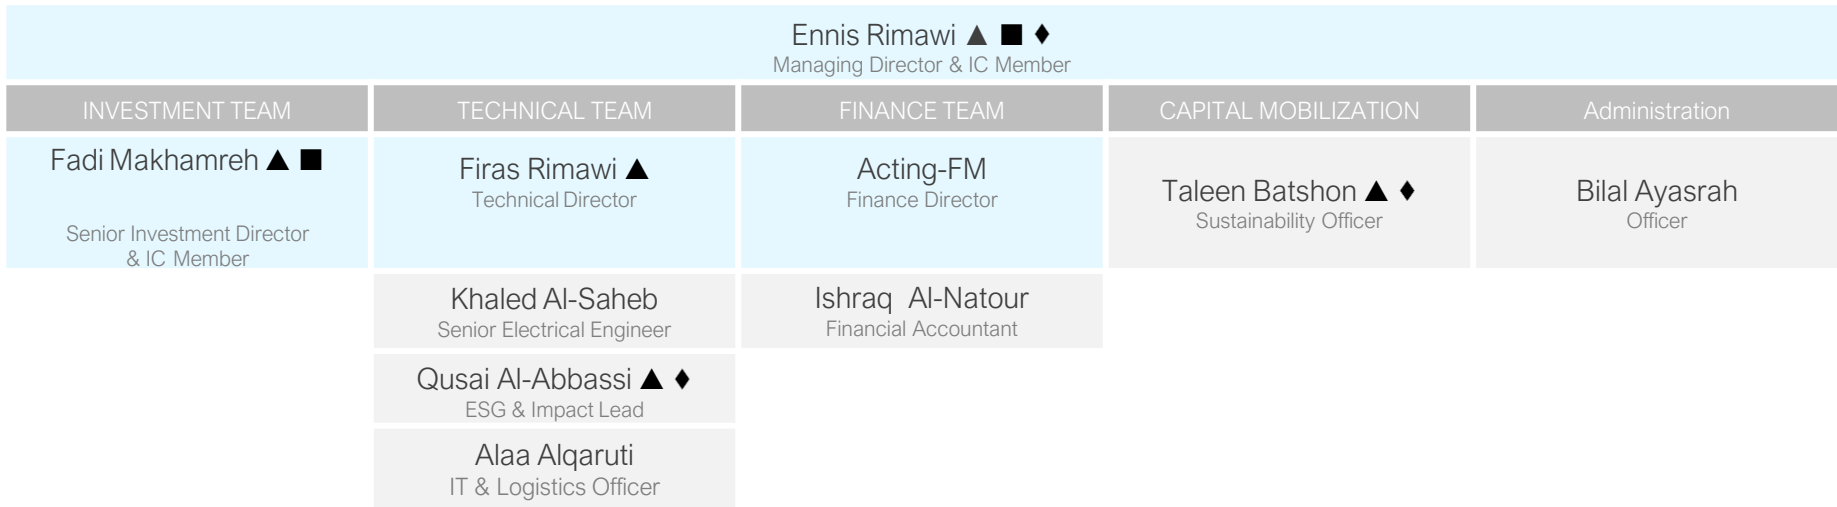 Ennis Rimawi ▲ ■ ♦
Managing Director & IC Member
INVESTMENT TEAM
TECHNICAL TEAM
FINANCE TEAM
CAPITAL MOBILIZATION
Administration
Fadi Makhamreh ▲ ■
Senior Investment Director
& IC Member
Firas Rimawi ▲
Technical Director
Acting-FM
Finance Director
Taleen Batshon ▲ ♦
Sustainability Officer
Bilal Ayasrah
Officer
Khaled Al-Saheb
Senior Electrical Engineer
Ishraq Al-Natour
Financial Accountant
Qusai Al-Abbassi ▲ ♦
ESG & Impact Lead
Alaa Alqaruti
IT & Logistics Officer